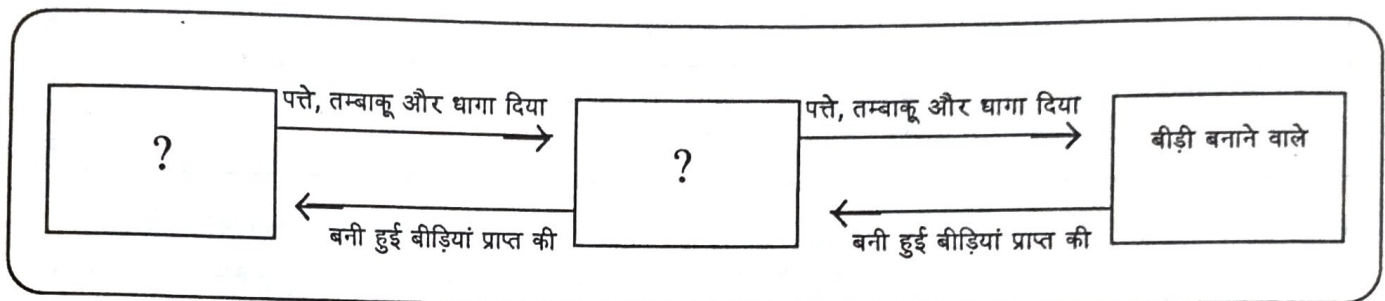 पत्ते, तम्बाकू और धागा दिया
पत्ते, तम्बाकू और धागा दिया
?
?
बीड़ी बनाने वाले
बनी हुई बीड़ियां प्राप्त की
बनी हुई बीड़ियां प्राप्त की